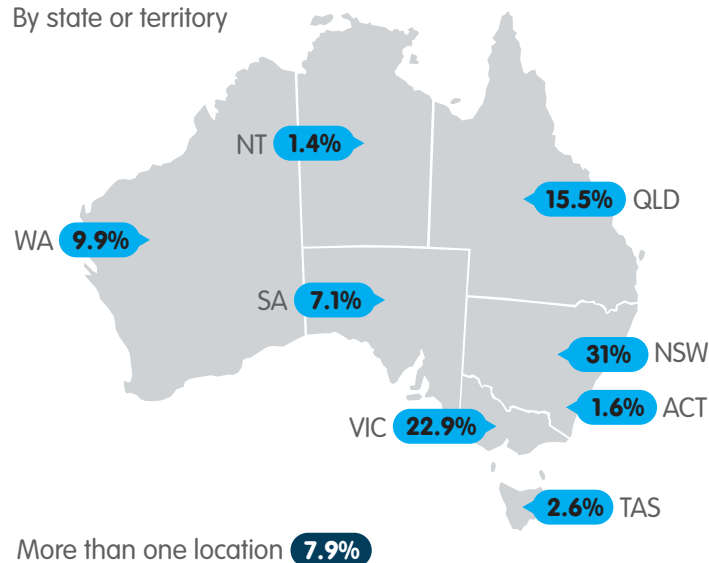 By state or territory
NT 1.4%
15.5% QLD
WA 9.9%
SA 7.1%
31% NSW
1.6% ACT
VIC 22.9%
2.6% TAS
More than one location 7.9%